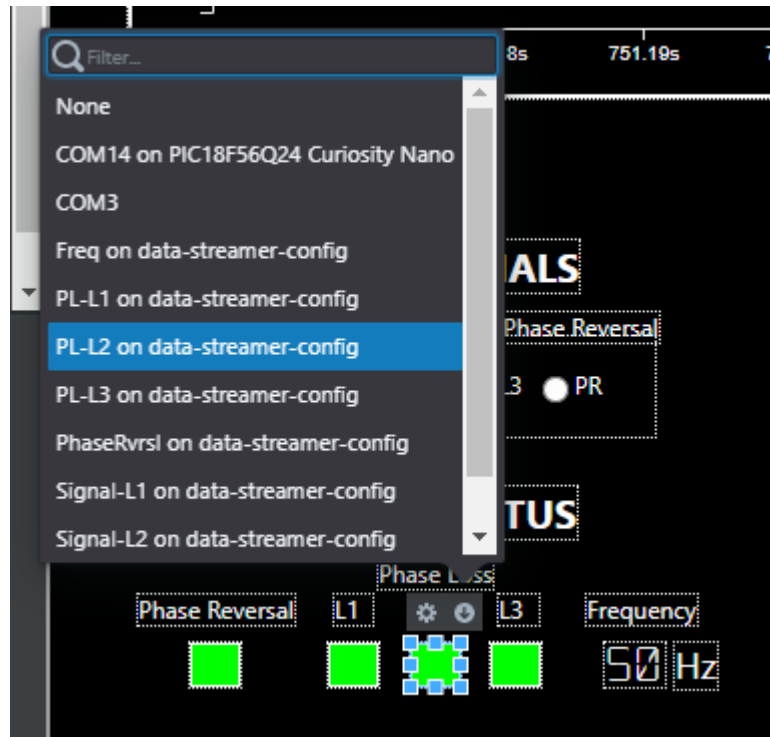 Filter...
8s 751.19s
None
COM14 on PIC18F56Q24 Curiosity Nano
COM3
Freq on data-streamer-config
PL-L1 on data-streamer-config
PL-L2 on data-streamer-config
PL-L3 on data-streamer-config
PhaseRvrsl on data-streamer-config
Signal-L1 on data-streamer-config
Signal-L2 on data-streamer-config
ALS
Phase Reversal
L3 PR
TUS
Phase Loss
Phase Reversal L1 L3 Frequency
50 Hz